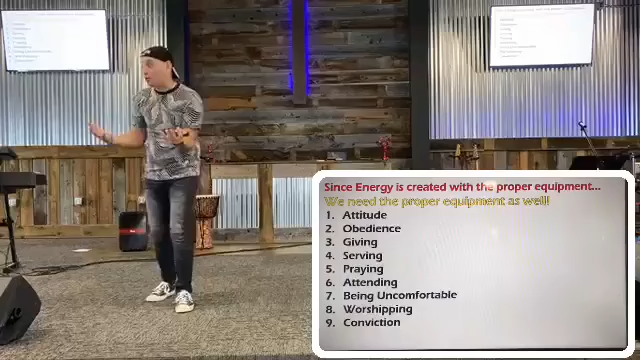 Since Energy is created with the proper equipment...
We need the proper equipment as well!
1. Attitude
2. Obedience
3. Giving
4. Serving
5. Praying
6. Attending
7. Being Uncomfortable
8. Worshipping
9. Conviction